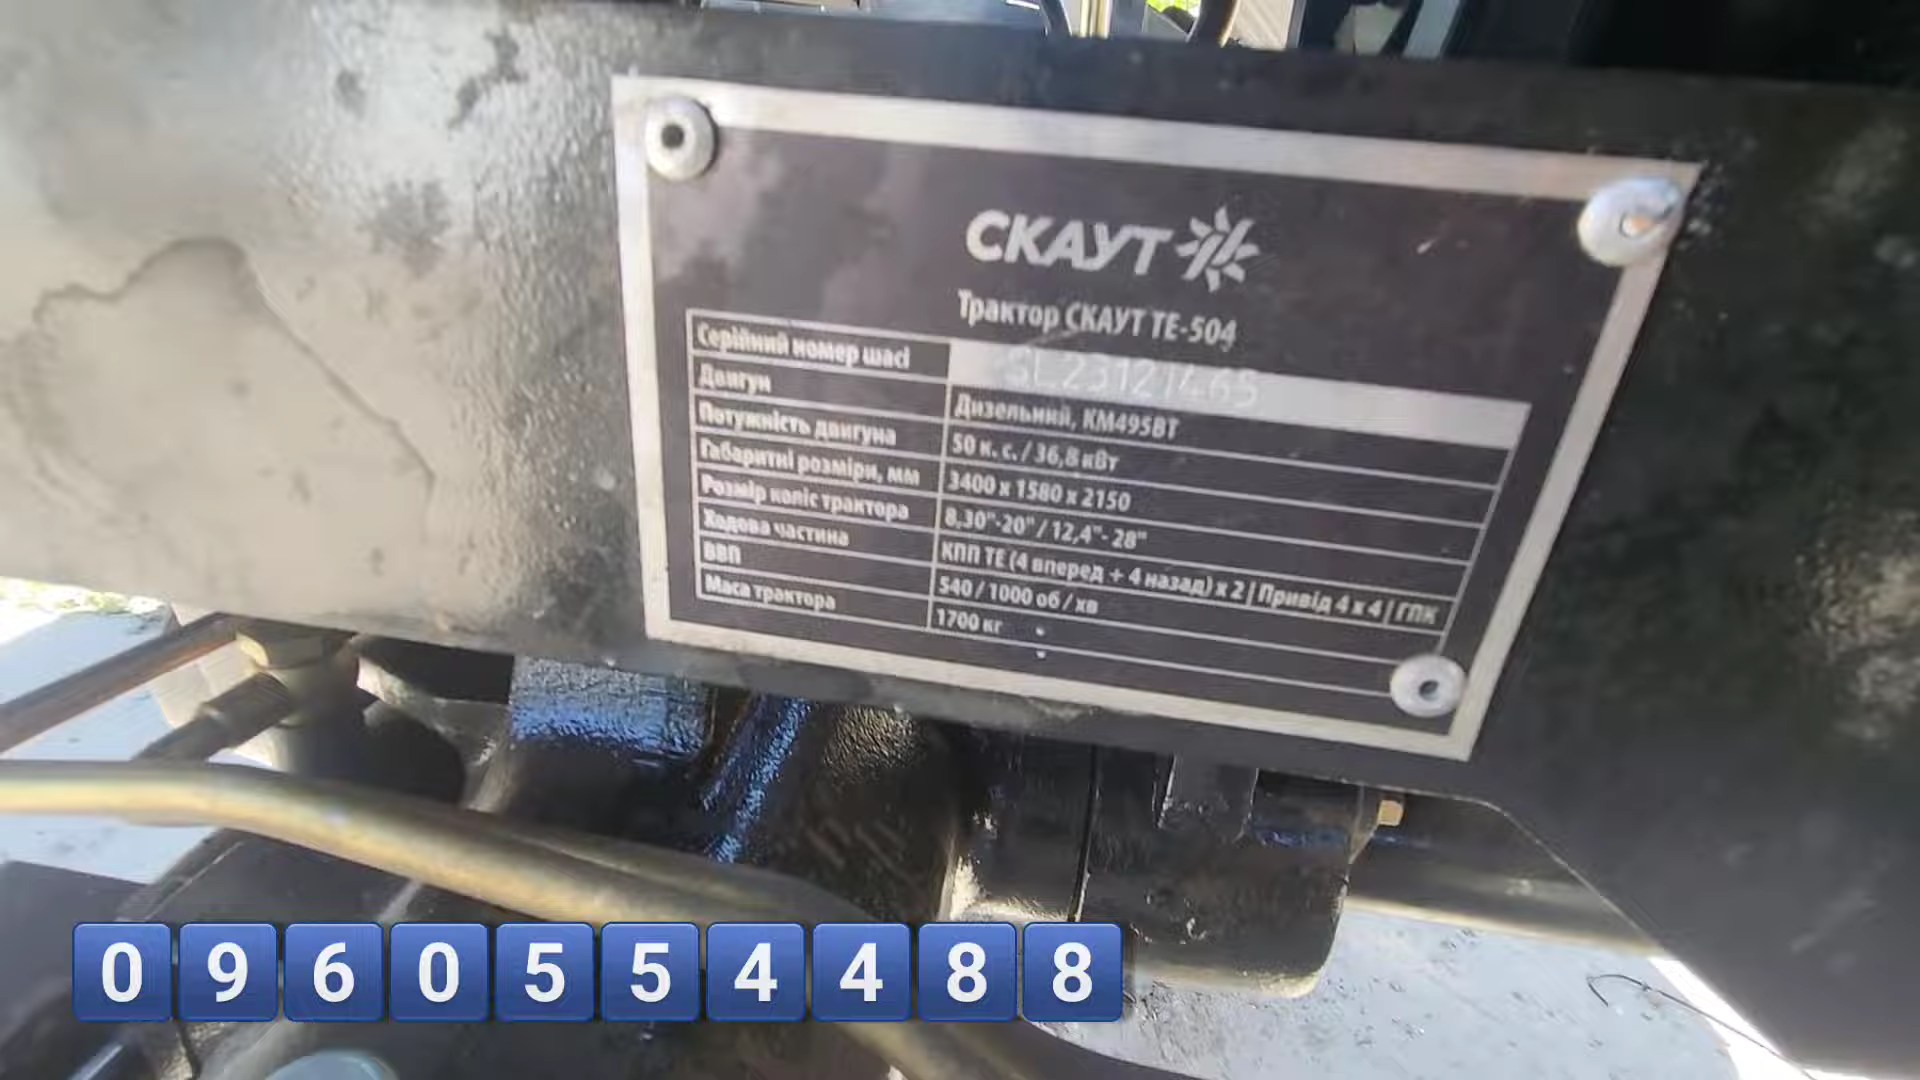 СКАУТ
Трактор СКАУТ ТЕ-504
Серійний номер шасі SL23121465
Двигун Дизельний, KM495BT
Потужність двигуна 50 к. с. / 36,8 кВт
Габаритні розміри, мм 3400 х 1580 х 2150
Розмір коліс трактора 8,30"-20" / 12,4"- 28"
Ходова частина КПП ТЕ (4 вперед + 4 назад) х 2 | Привід 4 х 4 | ГПК
ВВП 540 / 1000 об / хв
Маса трактора 1700 кг
0960554488